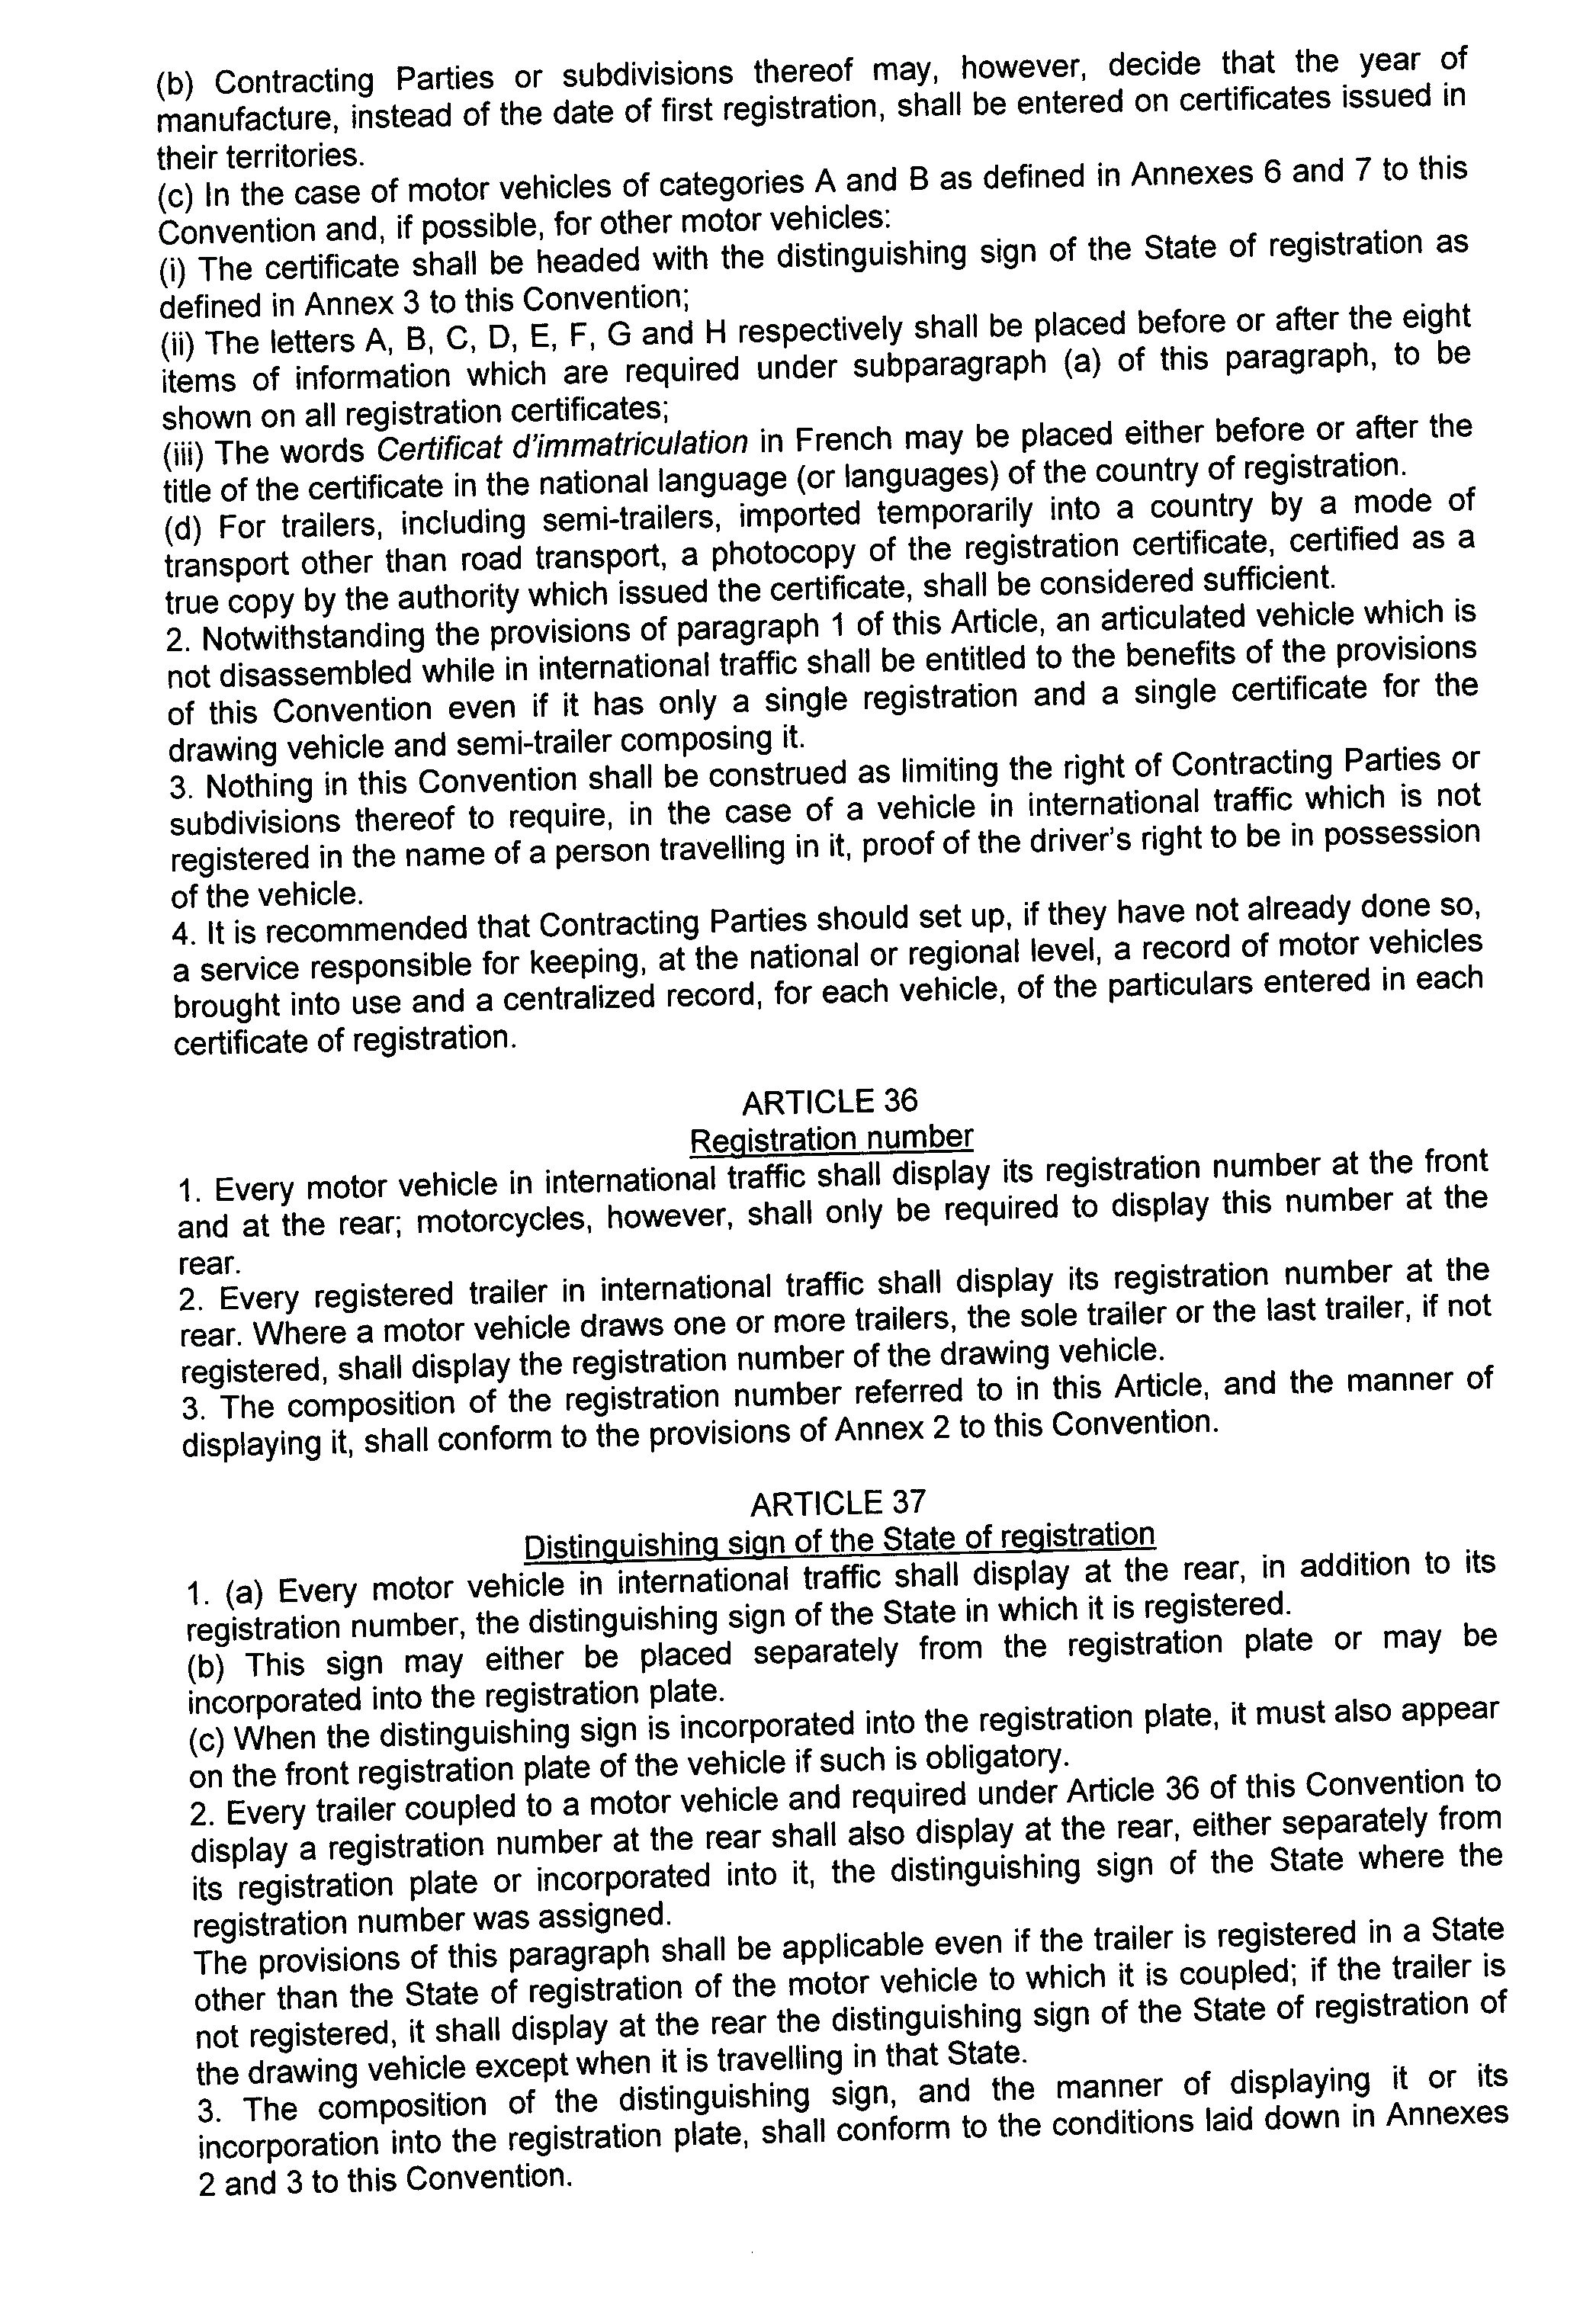 (b) Contracting Parties or subdivisions thereof may, however, decide that the year of
manufacture, instead of the date of first registration, shall be entered on certificates issued in
their territories.
(c) In the case of motor vehicles of categories A and B as defined in Annexes 6 and 7 to this
Convention and, if possible, for other motor vehicles:
(i) The certificate shall be headed with the distinguishing sign of the State of registration as
defined in Annex 3 to this Convention;
(ii) The letters A, B, C, D, E, F, G and H respectively shall be placed before or after the eight
items of information which are required under subparagraph (a) of this paragraph, to be
shown on all registration certificates;
(iii) The words Certificat d'immatriculation in French may be placed either before or after the
title of the certificate in the national language (or languages) of the country of registration.
(d) For trailers, including semi-trailers, imported temporarily into a country by a mode of
transport other than road transport, a photocopy of the registration certificate, certified as a
true copy by the authority which issued the certificate, shall be considered sufficient.
2. Notwithstanding the provisions of paragraph 1 of this Article, an articulated vehicle which is
not disassembled while in international traffic shall be entitled to the benefits of the provisions
of this Convention even if it has only a single registration and a single certificate for the
drawing vehicle and semi-trailer composing it.
3. Nothing in this Convention shall be construed as limiting the right of Contracting Parties or
subdivisions thereof to require, in the case of a vehicle in international traffic which is not
registered in the name of a person travelling in it, proof of the driver's right to be in possession
of the vehicle.
4. It is recommended that Contracting Parties should set up, if they have not already done so,
a service responsible for keeping, at the national or regional level, a record of motor vehicles
brought into use and a centralized record, for each vehicle, of the particulars entered in each
certificate of registration.
ARTICLE 36
Registration number
1. Every motor vehicle in international traffic shall display its registration number at the front
and at the rear; motorcycles, however, shall only be required to display this number at the
rear.
2. Every registered trailer in international traffic shall display its registration number at the
rear. Where a motor vehicle draws one or more trailers, the sole trailer or the last trailer, if not
registered, shall display the registration number of the drawing vehicle.
3. The composition of the registration number referred to in this Article, and the manner of
displaying it, shall conform to the provisions of Annex 2 to this Convention.
ARTICLE 37
Distinguishing sign of the State of registration
1. (a) Every motor vehicle in international traffic shall display at the rear, in addition to its
registration number, the distinguishing sign of the State in which it is registered.
(b) This sign may either be placed separately from the registration plate or may be
incorporated into the registration plate.
(c) When the distinguishing sign is incorporated into the registration plate, it must also appear
on the front registration plate of the vehicle if such is obligatory.
2. Every trailer coupled to a motor vehicle and required under Article 36 of this Convention to
display a registration number at the rear shall also display at the rear, either separately from
its registration plate or incorporated into it, the distinguishing sign of the State where the
registration number was assigned.
The provisions of this paragraph shall be applicable even if the trailer is registered in a State
other than the State of registration of the motor vehicle to which it is coupled; if the trailer is
not registered, it shall display at the rear the distinguishing sign of the State of registration of
the drawing vehicle except when it is travelling in that State.
3. The composition of the distinguishing sign, and the manner of displaying it or its
incorporation into the registration plate, shall conform to the conditions laid down in Annexes
2 and 3 to this Convention.